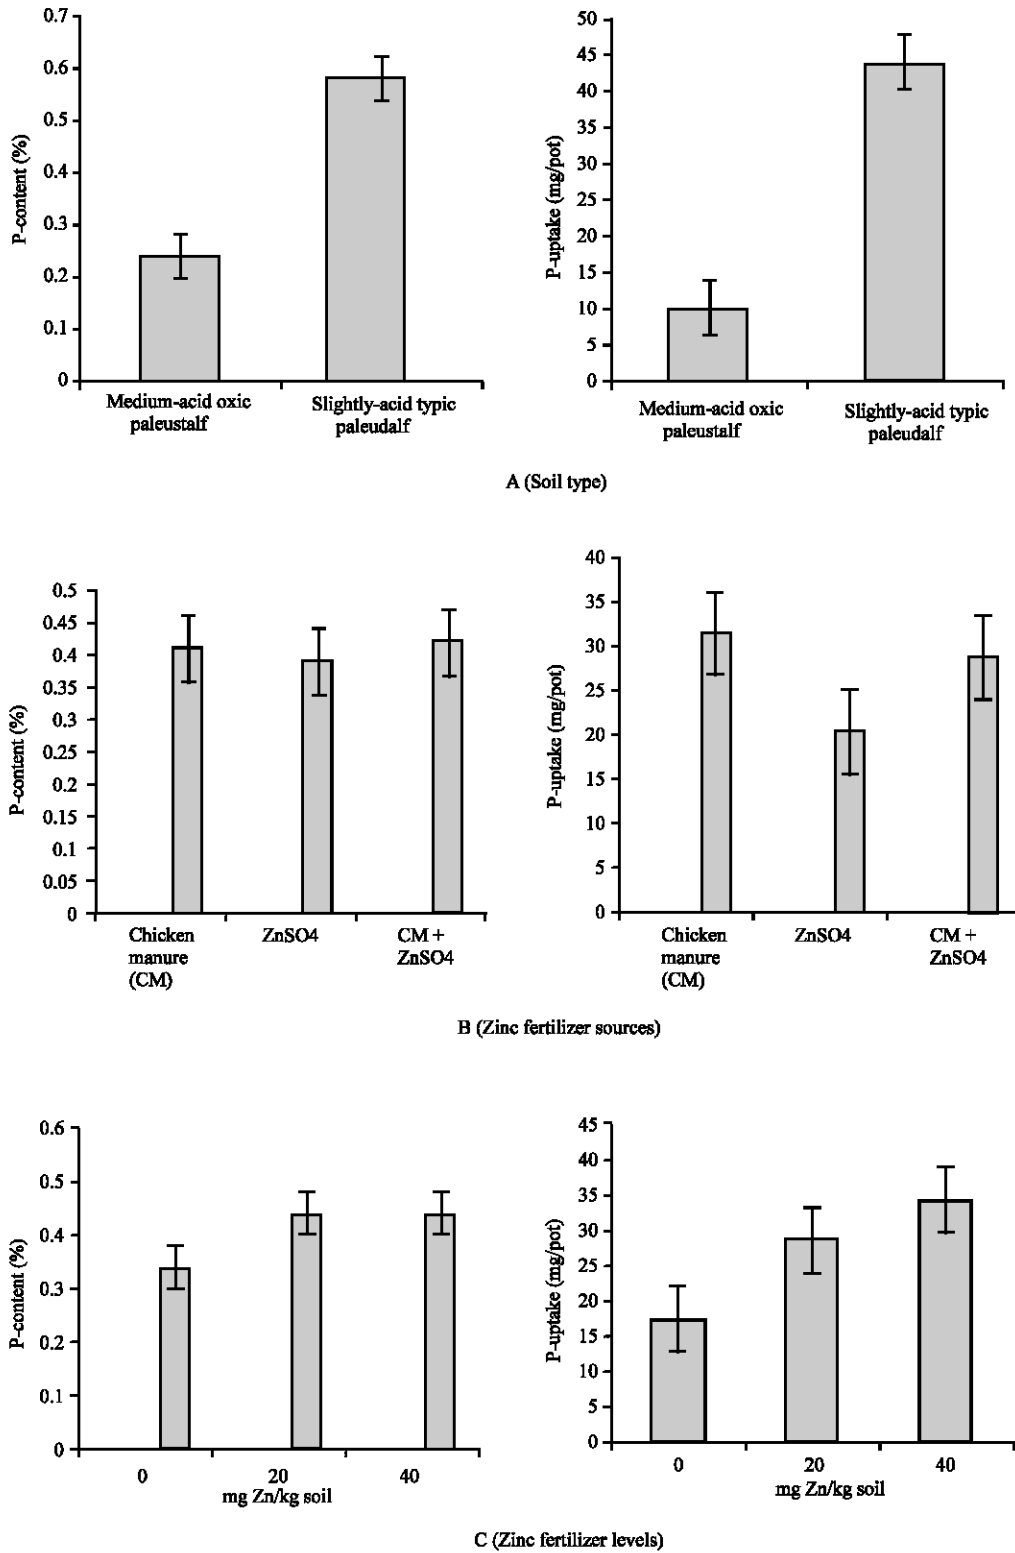 P-content (%)
0.7
0.6
0.5
0.4
0.3
0.2
0.1
0
Medium-acid oxic
paleustalf
Slightly-acid typic
paleudalf
P-uptake (mg/pot)
50
45
40
35
30
25
20
15
10
5
0
Medium-acid oxic
paleustalf
Slightly-acid typic
paleudalf
A (Soil type)
P-content (%)
0.5
0.45
0.4
0.35
0.3
0.25
0.2
0.15
0.1
0.05
0
Chicken
manure
(CM)
ZnSO4
CM +
ZnSO4
P-uptake (mg/pot)
40
35
30
25
20
15
10
5
0
Chicken
manure
(CM)
ZnSO4
CM +
ZnSO4
B (Zinc fertilizer sources)
P-content (%)
0.6
0.5
0.4
0.3
0.2
0.1
0
0
20
40
mg Zn/kg soil
P-uptake (mg/pot)
45
40
35
30
25
20
15
10
5
0
0
20
40
mg Zn/kg soil
C (Zinc fertilizer levels)